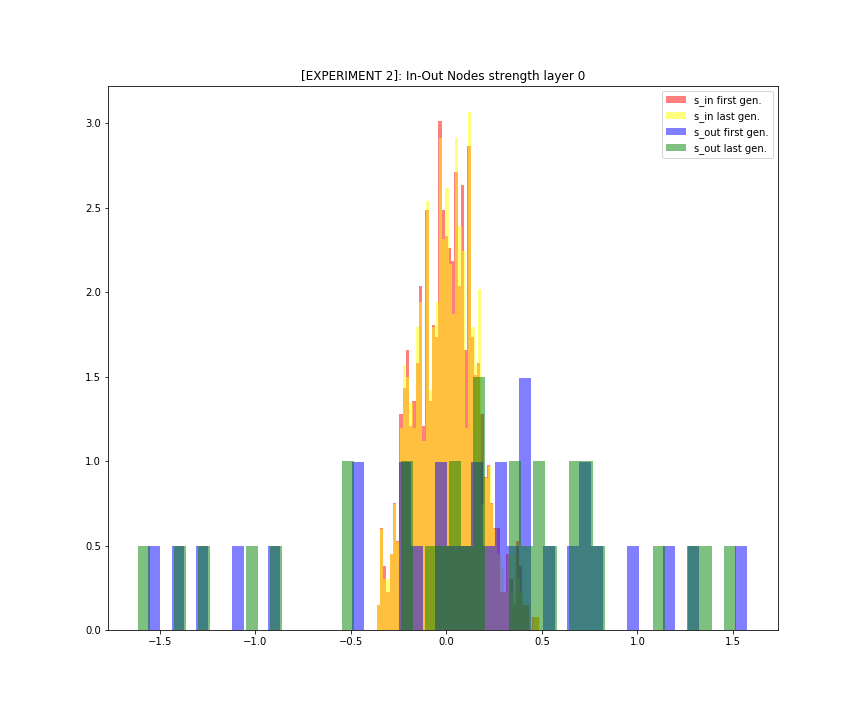 [EXPERIMENT 2]: In-Out Nodes strength layer 0
s_in first gen.
s_in last gen.
s_out first gen.
s_out last gen.
3.0
2.5
2.0
1.5
1.0
0.5
0.0
−1.5 −1.0 −0.5 0.0 0.5 1.0 1.5